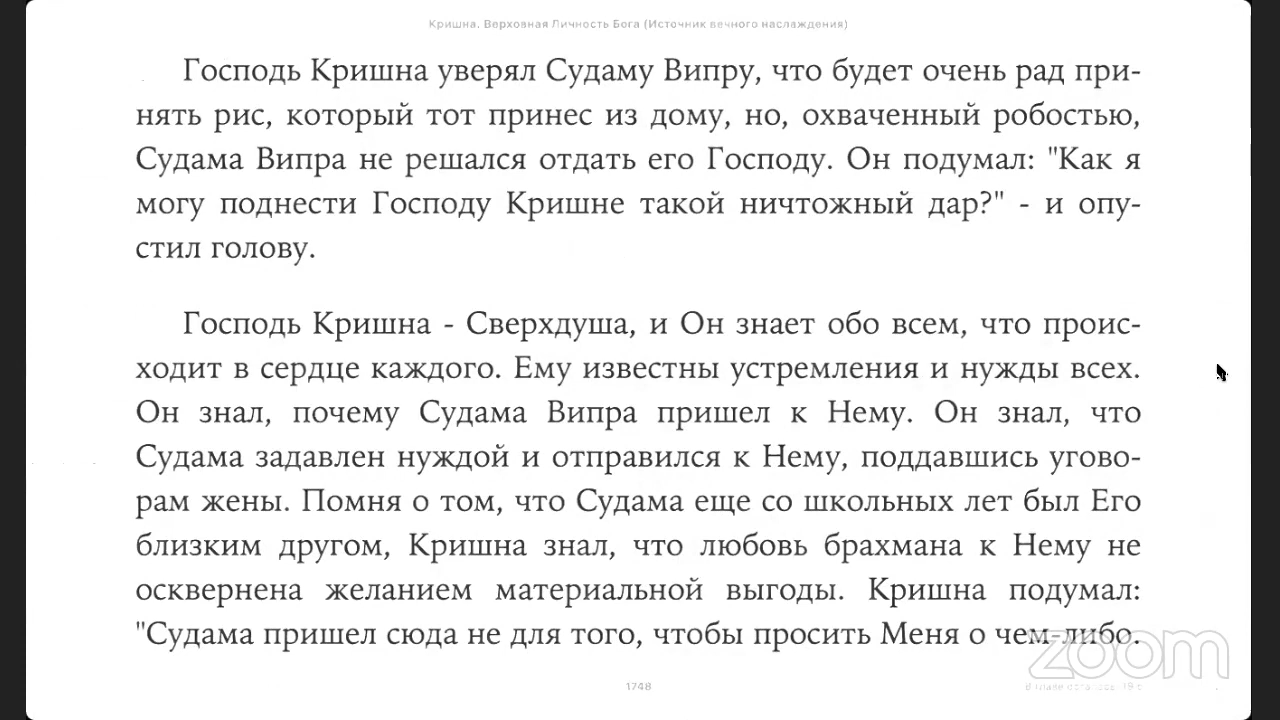 Кришна. Верховная Личность Бога (Источник вечного наслаждения)
Господь Кришна уверял Судаму Випру, что будет очень рад при-
нять рис, который тот принес из дому, но, охваченный робостью,
Судама Випра не решался отдать его Господу. Он подумал: "Как я
могу поднести Господу Кришне такой ничтожный дар?" - и опу-
стил голову.
Господь Кришна - Сверхдуша, и Он знает обо всем, что проис-
ходит в сердце каждого. Ему известны устремления и нужды всех.
Он знал, почему Судама Випра пришел к Нему. Он знал, что
Судама задавлен нуждой и отправился к Нему, поддавшись угово-
рам жены. Помня о том, что Судама еще со школьных лет был Его
близким другом, Кришна знал, что любовь брахмана к Нему не
осквернена желанием материальной выгоды. Кришна подумал:
"Судама пришел сюда не для того, чтобы просить Меня о чем-либо.
zoom
1748